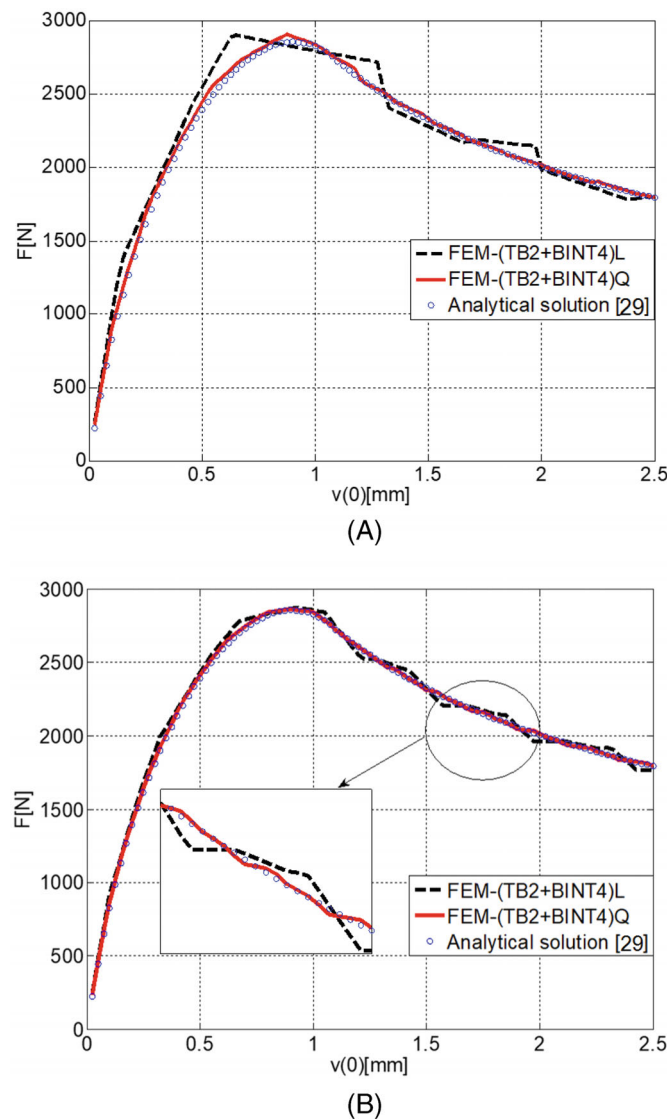 3000
2500
2000
1500
1000
500
0
F[N]
FEM-(TB2+BINT4)L
FEM-(TB2+BINT4)Q
Analytical solution [29]
0 0.5 1 1.5 2 2.5
v(0)[mm]
(A)
3000
2500
2000
1500
1000
500
0
F[N]
FEM-(TB2+BINT4)L
FEM-(TB2+BINT4)Q
Analytical solution [29]
0 0.5 1 1.5 2 2.5
v(0)[mm]
(B)